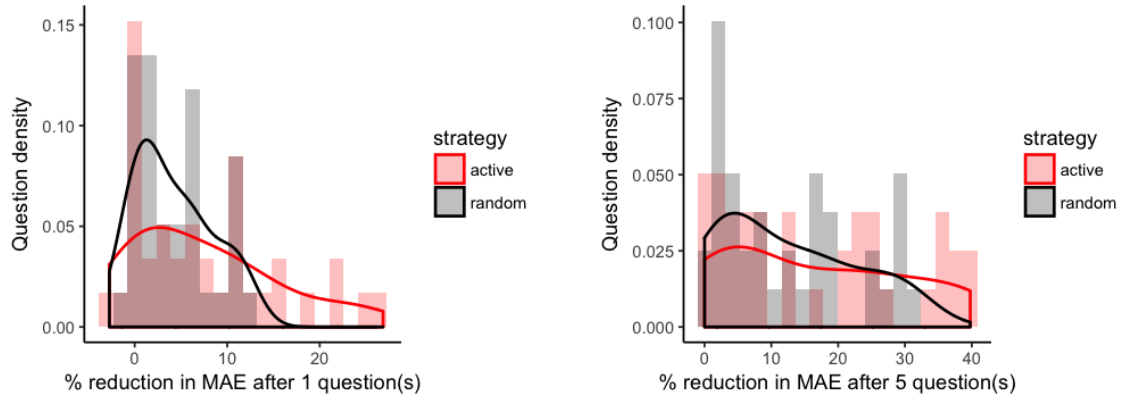 Question density
0.15
0.10
0.05
0.00
0
10
20
% reduction in MAE after 1 question(s)
strategy
active
random
Question density
0.100
0.075
0.050
0.025
0.000
0
10
20
30
40
% reduction in MAE after 5 question(s)
strategy
active
random